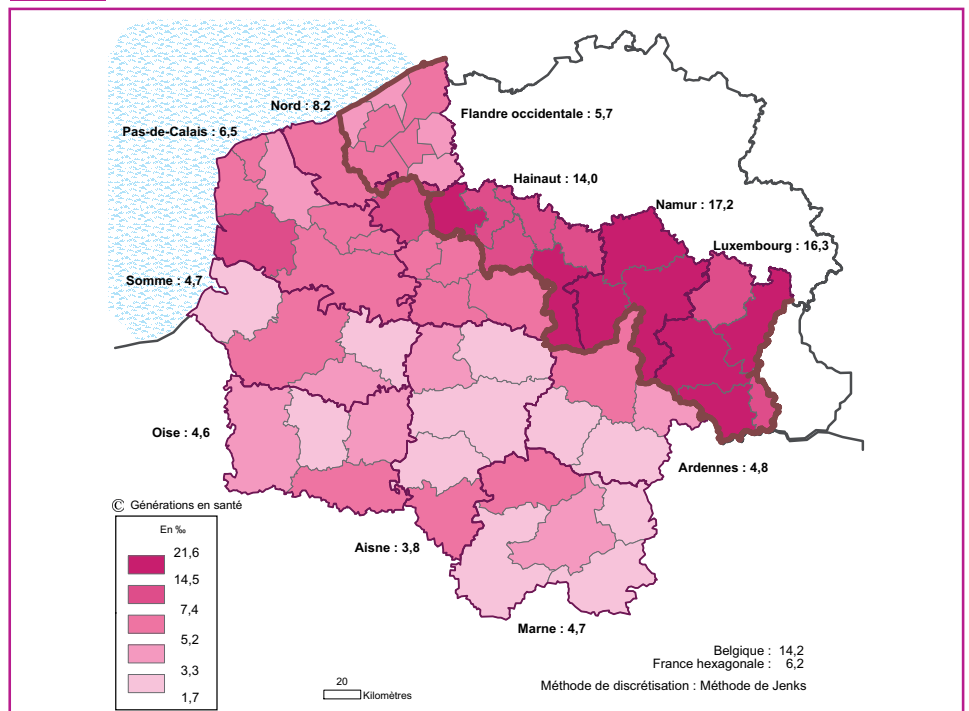 Nord : 8,2
Flandre occidentale : 5,7
Pas-de-Calais : 6,5
Hainaut : 14,0
Namur : 17,2
Luxembourg : 16,3
Somme : 4,7
Oise : 4,6
Ardennes : 4,8
© Générations en santé
En ‰
21,6
14,5
7,4
5,2
3,3
1,7
Aisne : 3,8
Marne : 4,7
20
Kilomètres
Belgique : 14,2
France hexagonale : 6,2
Méthode de discrétisation : Méthode de Jenks